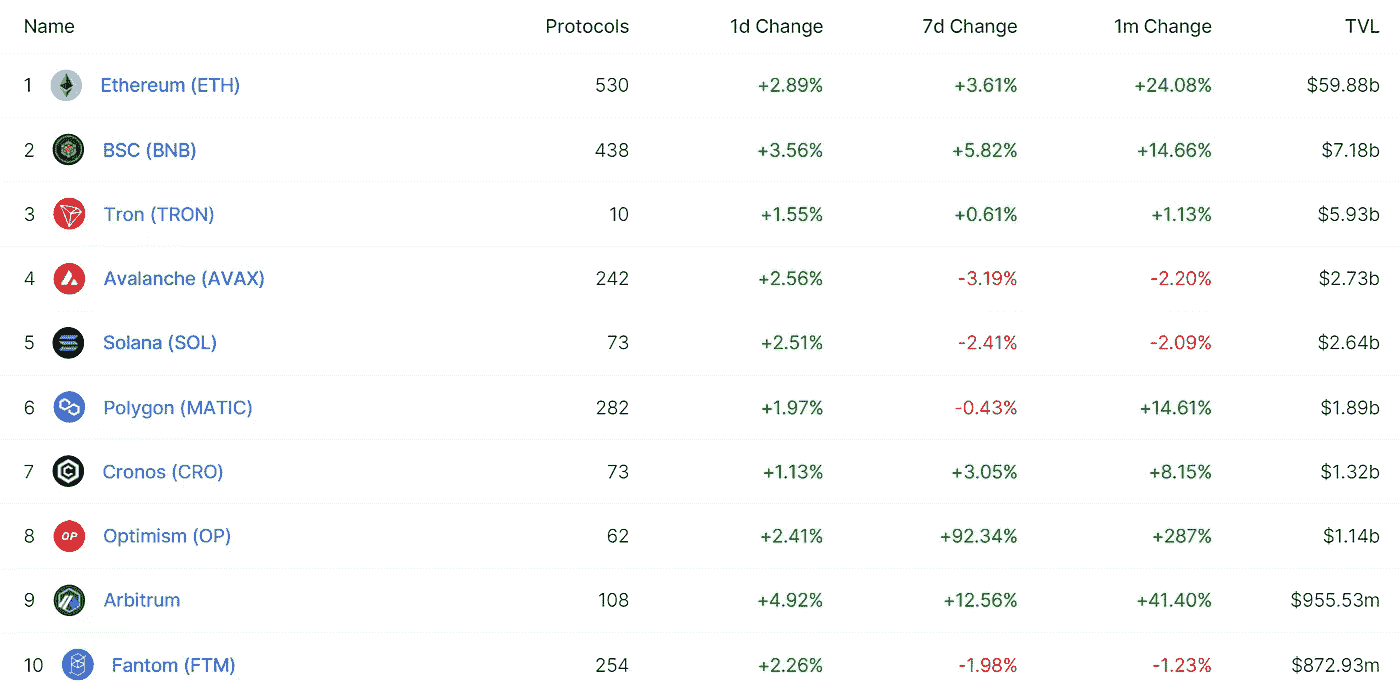 Name Protocols 1d Change 7d Change 1m Change TVL
1 Ethereum (ETH) 530 +2.89% +3.61% +24.08% $59.88b
2 BSC (BNB) 438 +3.56% +5.82% +14.66% $7.18b
3 Tron (TRON) 10 +1.55% +0.61% +1.13% $5.93b
4 Avalanche (AVAX) 242 +2.56% -3.19% -2.20% $2.73b
5 Solana (SOL) 73 +2.51% -2.41% -2.09% $2.64b
6 Polygon (MATIC) 282 +1.97% -0.43% +14.61% $1.89b
7 Cronos (CRO) 73 +1.13% +3.05% +8.15% $1.32b
8 OP Optimism (OP) 62 +2.41% +92.34% +287% $1.14b
9 Arbitrum 108 +4.92% +12.56% +41.40% $955.53m
10 Fantom (FTM) 254 +2.26% -1.98% -1.23% $872.93m